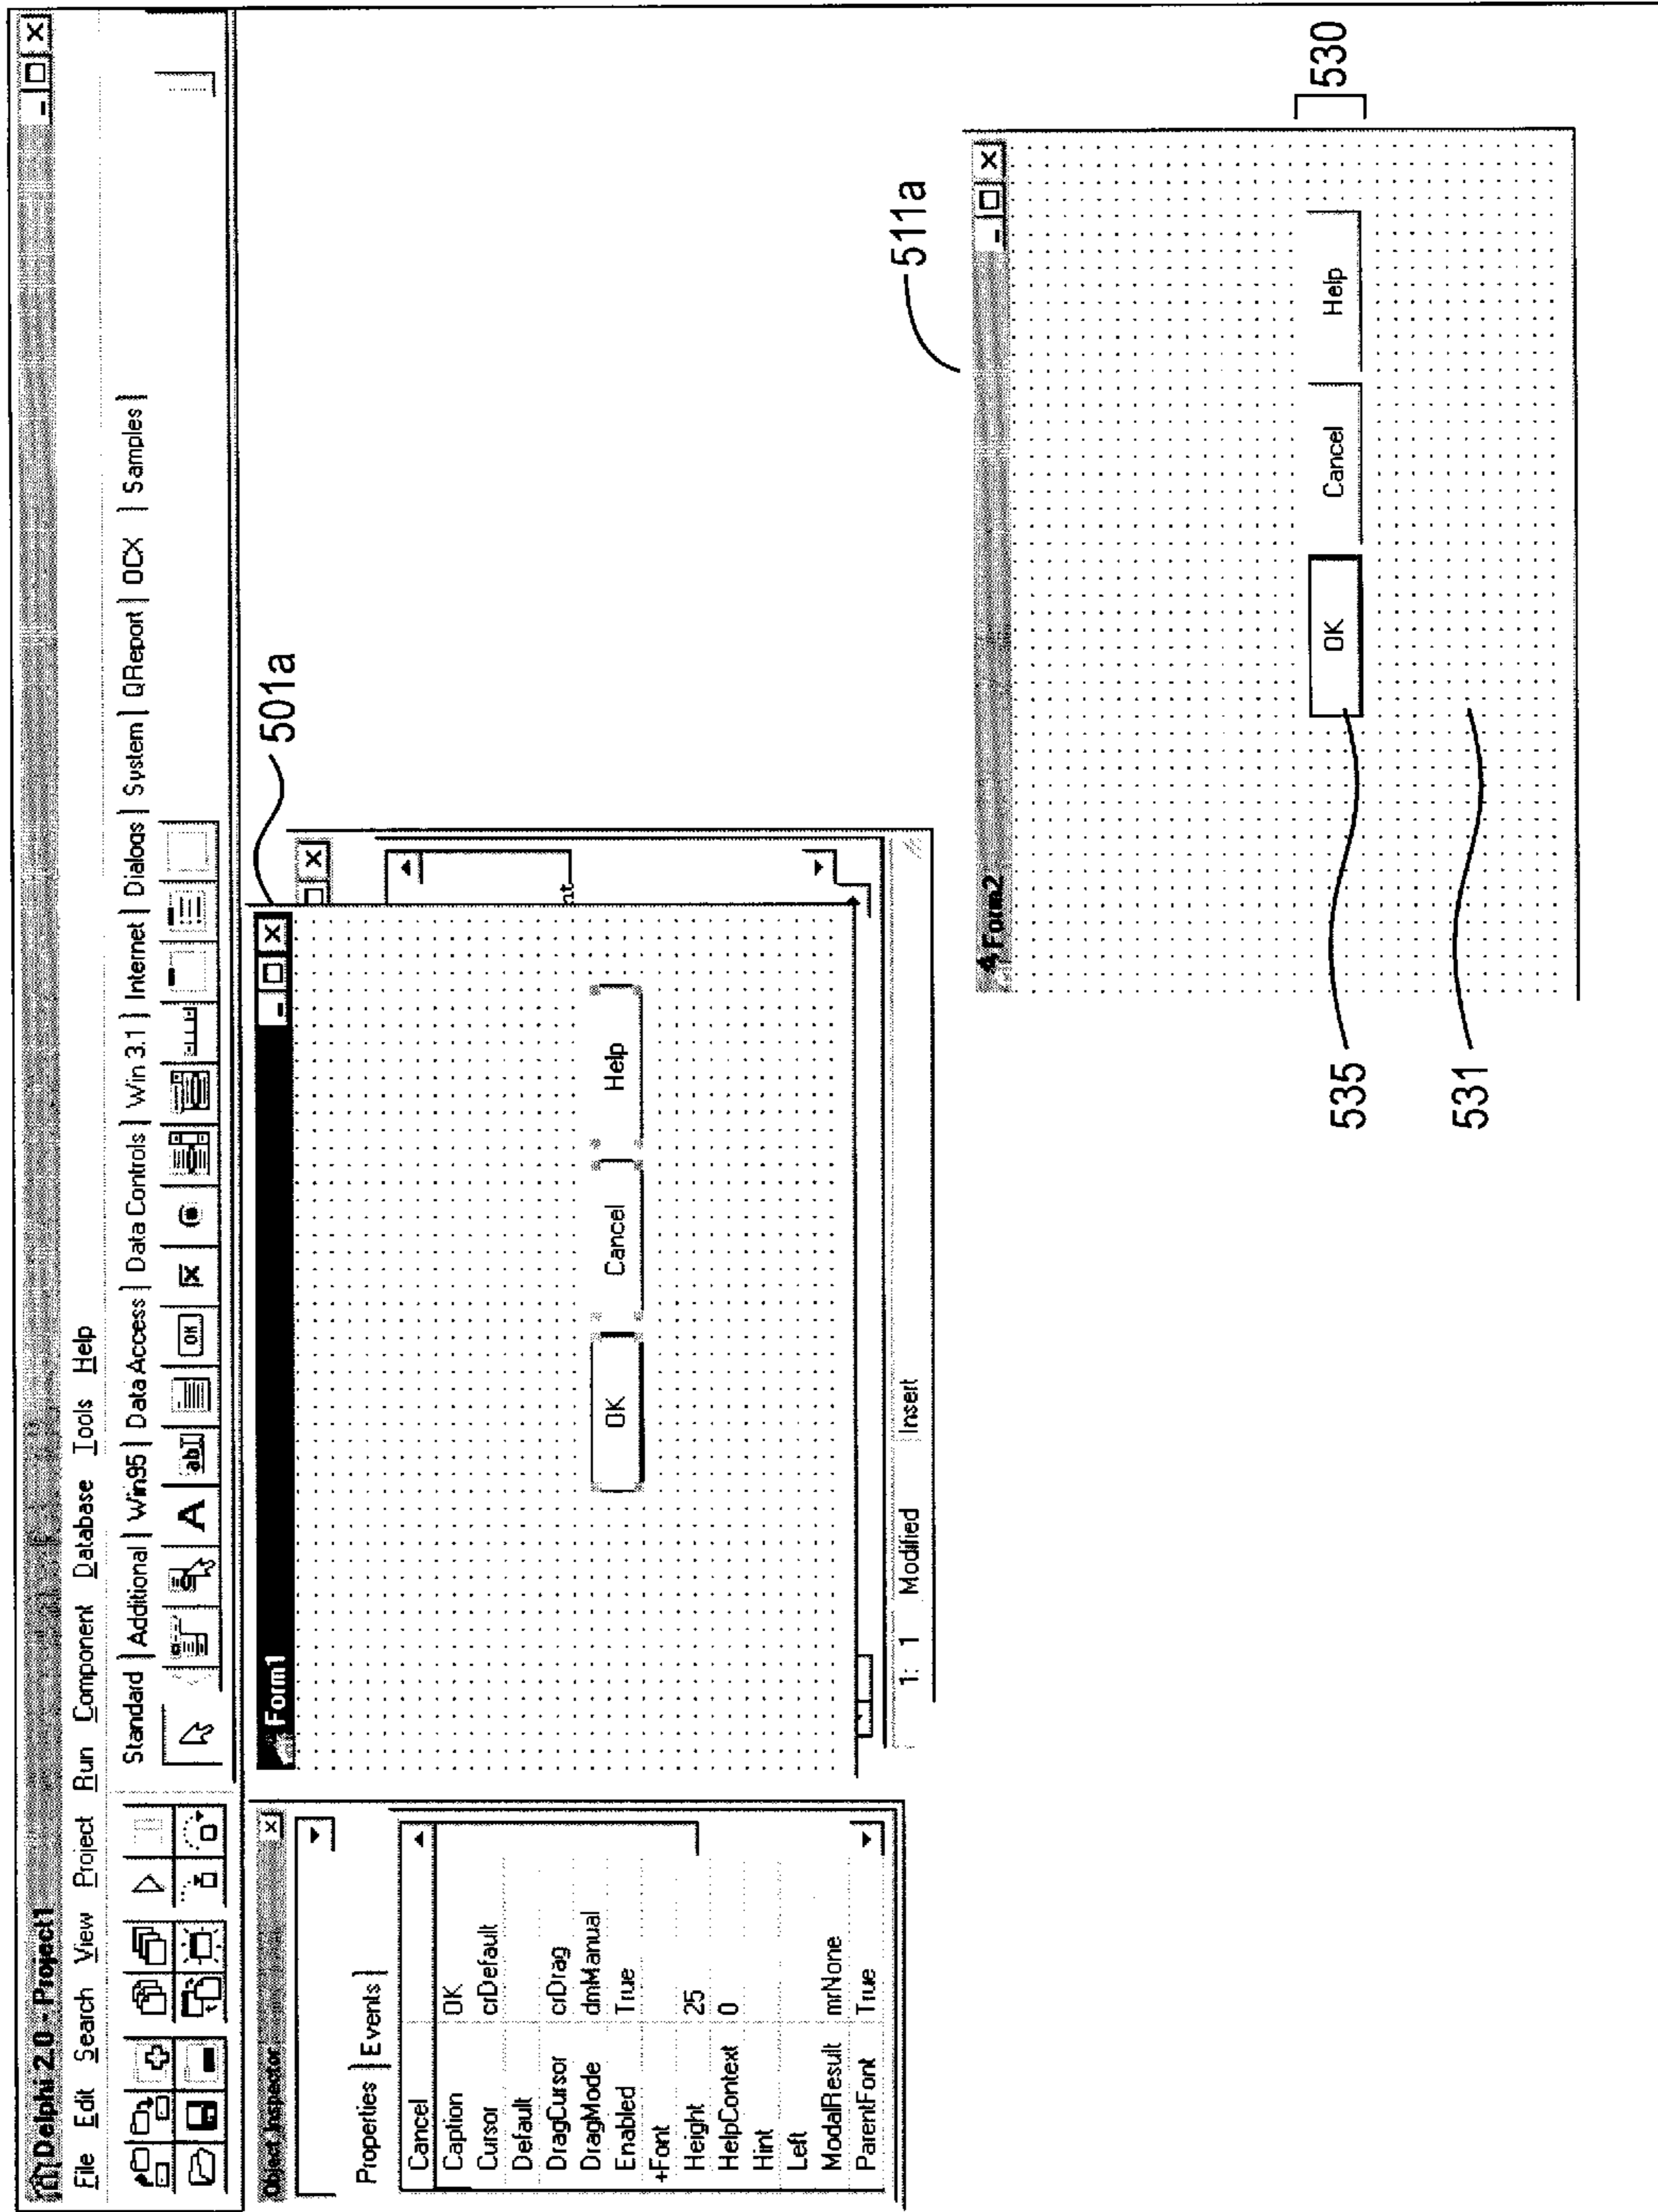 Delphi 2.0 - Project1
File Edit Search View Project Run Component Database Tools Help
Standard Additional Win95 Data Access Data Controls Win 3.1 Internet Dialogs System QReport OCX Samples
A ab OK
501a
Object Inspector
Properties Events
Cancel
Caption OK
Cursor crDefault
Default
DragCursor crDrag
DragMode dmManual
Enabled True
+Font
Height 25
HelpContext 0
Hint
Left
ModalResult mrNone
ParentFont True
Form1
nt
OK Cancel Help
1: 1 Modified Insert
511a
Form2
OK Cancel Help
530
535
531